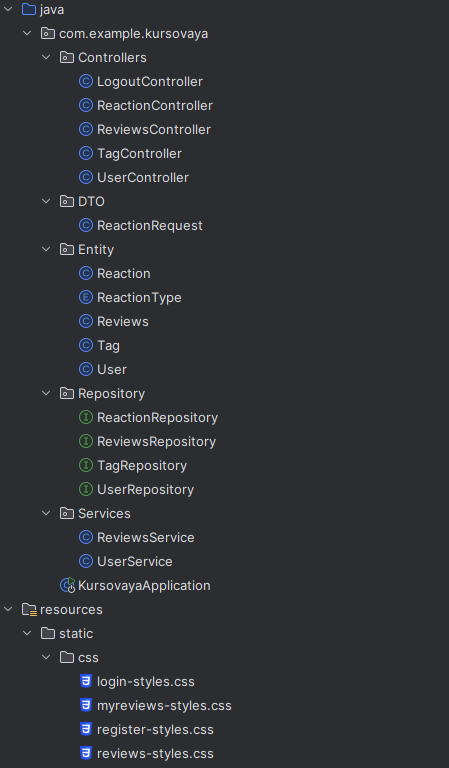 java
com.example.kursovaya
Controllers
LogoutController
ReactionController
ReviewsController
TagController
UserController
DTO
ReactionRequest
Entity
Reaction
ReactionType
Reviews
Tag
User
Repository
ReactionRepository
ReviewsRepository
TagRepository
UserRepository
Services
ReviewsService
UserService
KursovayaApplication
resources
static
css
login-styles.css
myreviews-styles.css
register-styles.css
reviews-styles.css